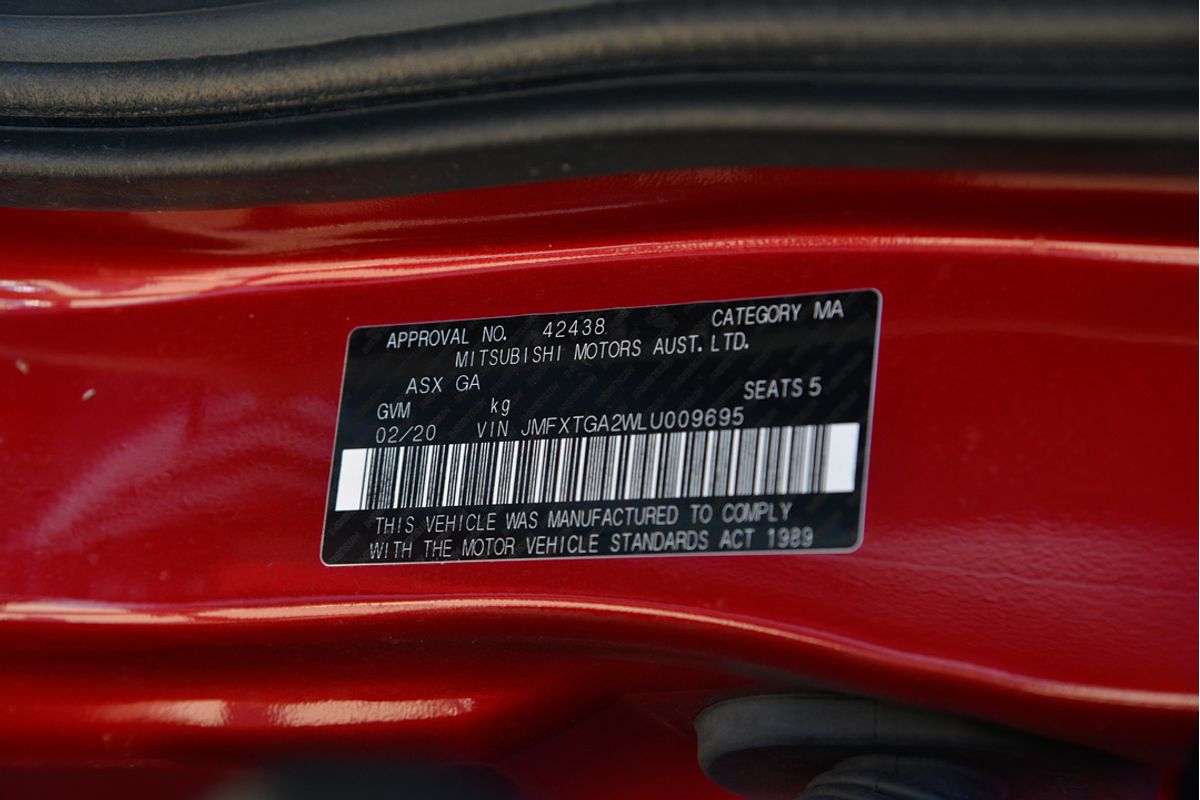 APPROVAL NO. 42438 CATEGORY MA
MITSUBISHI MOTORS AUST. LTD.
ASX GA SEATS 5
GVM kg
02/20 VIN JMFXTGA2WLU009695
THIS VEHICLE WAS MANUFACTURED TO COMPLY
WITH THE MOTOR VEHICLE STANDARDS ACT 1989